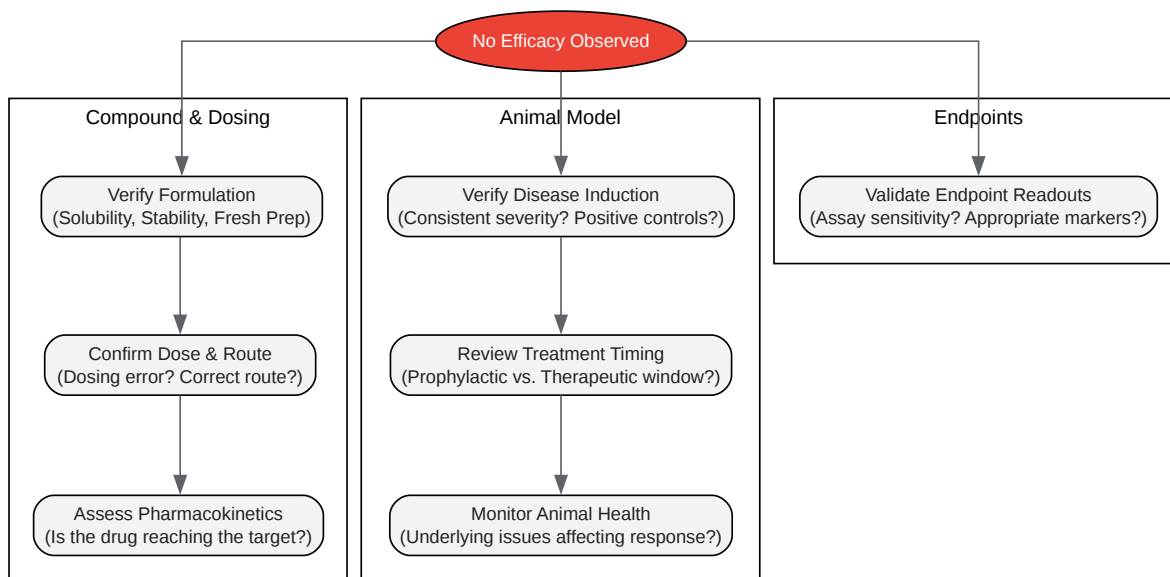 No Efficacy Observed
Compound & Dosing
Verify Formulation
(Solubility, Stability, Fresh Prep)
Confirm Dose & Route
(Dosing error? Correct route?)
Assess Pharmacokinetics
(Is the drug reaching the target?)
Animal Model
Verify Disease Induction
(Consistent severity? Positive controls?)
Review Treatment Timing
(Prophylactic vs. Therapeutic window?)
Monitor Animal Health
(Underlying issues affecting response?)
Endpoints
Validate Endpoint Readouts
(Assay sensitivity? Appropriate markers?)